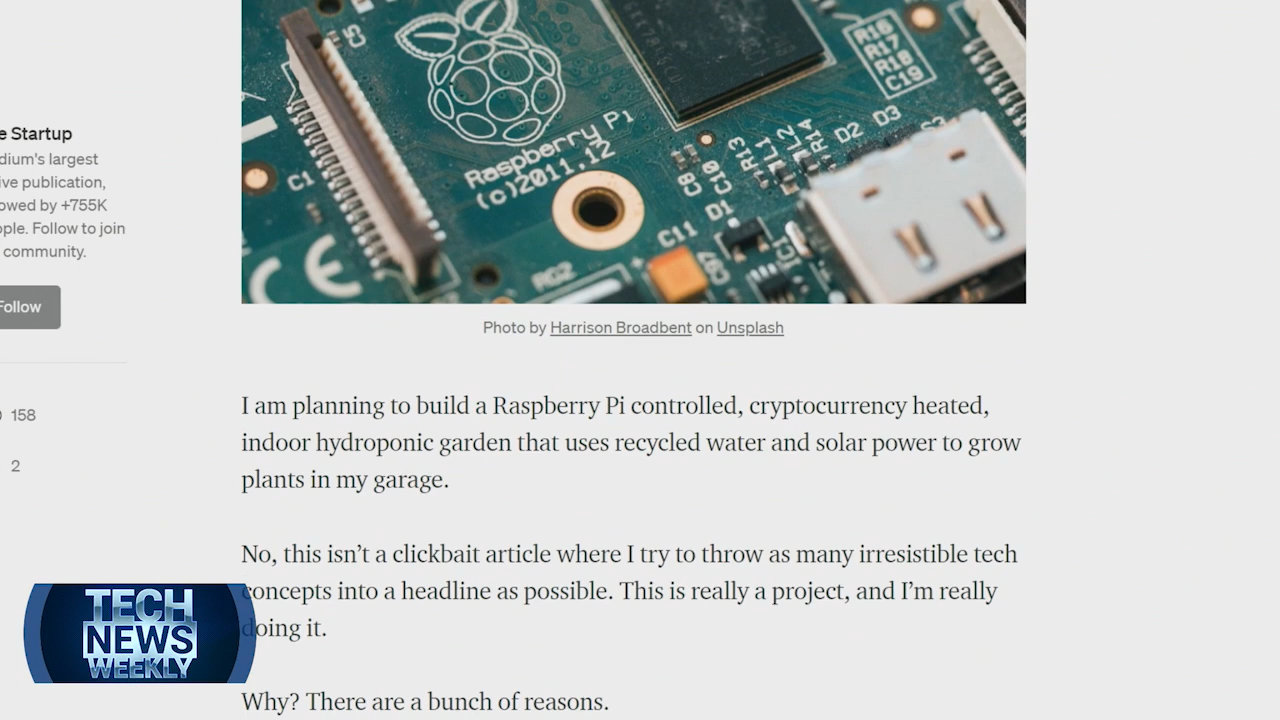 C5
R16
R17
R18
C19
Raspberry Pi
(c)2011.12
C1
C8
C10
D1
R13
RL1
RL2
R14
D2
D3
C11
RG2
IC1
CE
e Startup
dium's largest
ive publication,
owed by +755K
ople. Follow to join
community.
Follow
158
2
Photo by Harrison Broadbent on Unsplash
I am planning to build a Raspberry Pi controlled, cryptocurrency heated,
indoor hydroponic garden that uses recycled water and solar power to grow
plants in my garage.
No, this isn't a clickbait article where I try to throw as many irresistible tech
concepts into a headline as possible. This is really a project, and I'm really
doing it.
Why? There are a bunch of reasons.
TECH
NEWS
WEEKLY